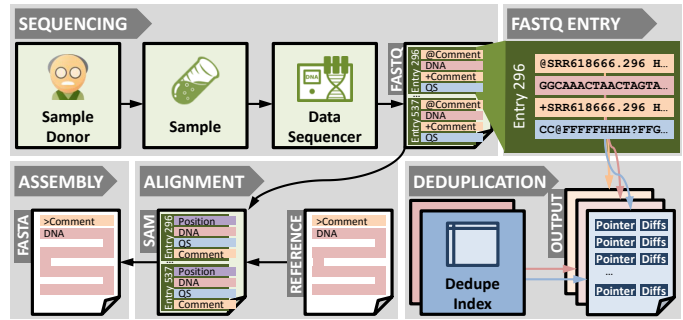 SEQUENCING
Sample
Donor
Sample
DNA
Data
Sequencer
FASTQ
Entry 296
@Comment
DNA
+Comment
QS
Entry 537
@Comment
DNA
+Comment
QS
FASTQ ENTRY
Entry 296
@SRR618666.296 H…
GGCAAACTAACTAGTA…
+SRR618666.296 H…
CC@FFFFFHHHH?FFG…
ASSEMBLY
FASTA
>Comment
DNA
ALIGNMENT
SAM
Entry 296
Position
DNA
QS
Comment
Entry 537
Position
DNA
QS
Comment
REFERENCE
>Comment
DNA
DEDUPLICATION
Dedupe
Index
OUTPUT
Pointer Diffs
Pointer Diffs
Pointer Diffs
...
Pointer Diffs